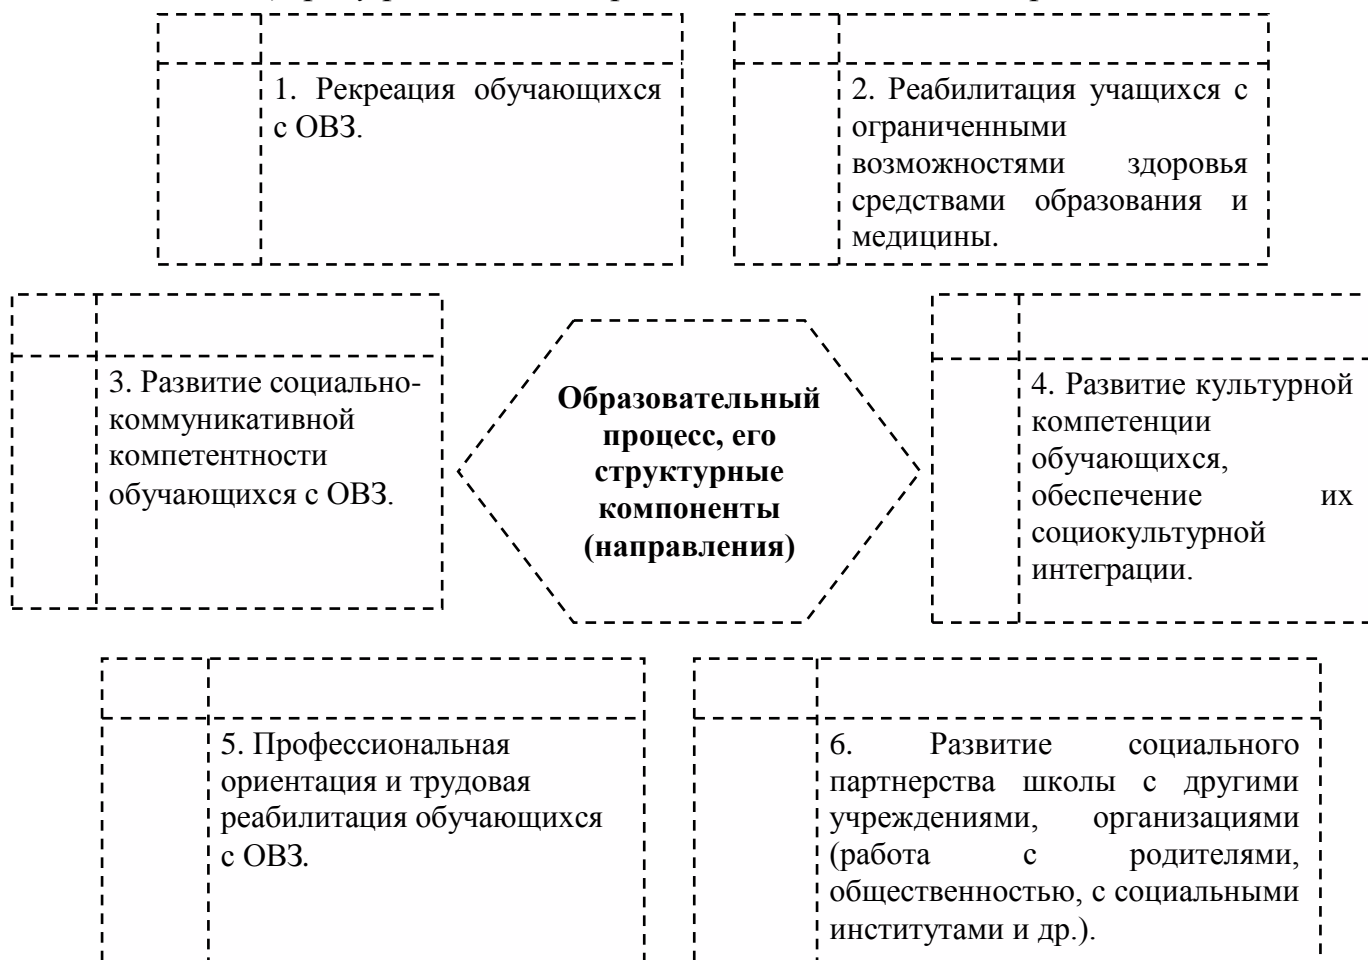 1. Рекреация обучающихся
с ОВЗ.
2. Реабилитация учащихся с
ограниченными
возможностями здоровья
средствами образования и
медицины.
3. Развитие социально-
коммуникативной
компетентности
обучающихся с ОВЗ.
Образовательный
процесс, его
структурные
компоненты
(направления)
4. Развитие культурной
компетенции
обучающихся,
обеспечение их
социокультурной
интеграции.
5. Профессиональная
ориентация и трудовая
реабилитация обучающихся
с ОВЗ.
6. Развитие социального
партнерства школы с другими
учреждениями, организациями
(работа с родителями,
общественностью, с социальными
институтами и др.).